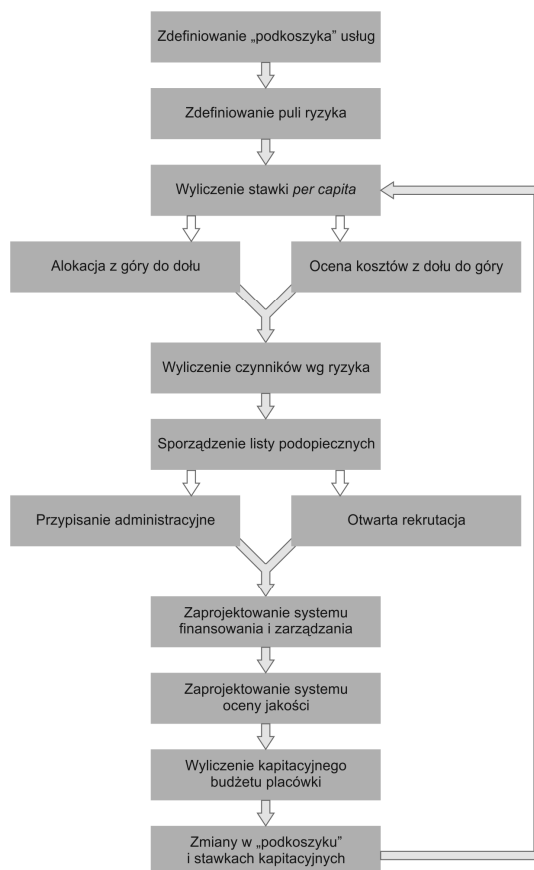 Zdefiniowanie „podkoszyka” usług
Zdefiniowanie puli ryzyka
Wyliczenie stawki per capita
Alokacja z góry do dołu
Ocena kosztów z dołu do góry
Wyliczenie czynników wg ryzyka
Sporządzenie listy podopiecznych
Przypisanie administracyjne
Otwarta rekrutacja
Zaprojektowanie systemu
finansowania i zarządzania
Zaprojektowanie systemu
oceny jakości
Wyliczenie kapitacyjnego
budżetu placówki
Zmiany w „podkoszyku”
i stawkach kapitacyjnych